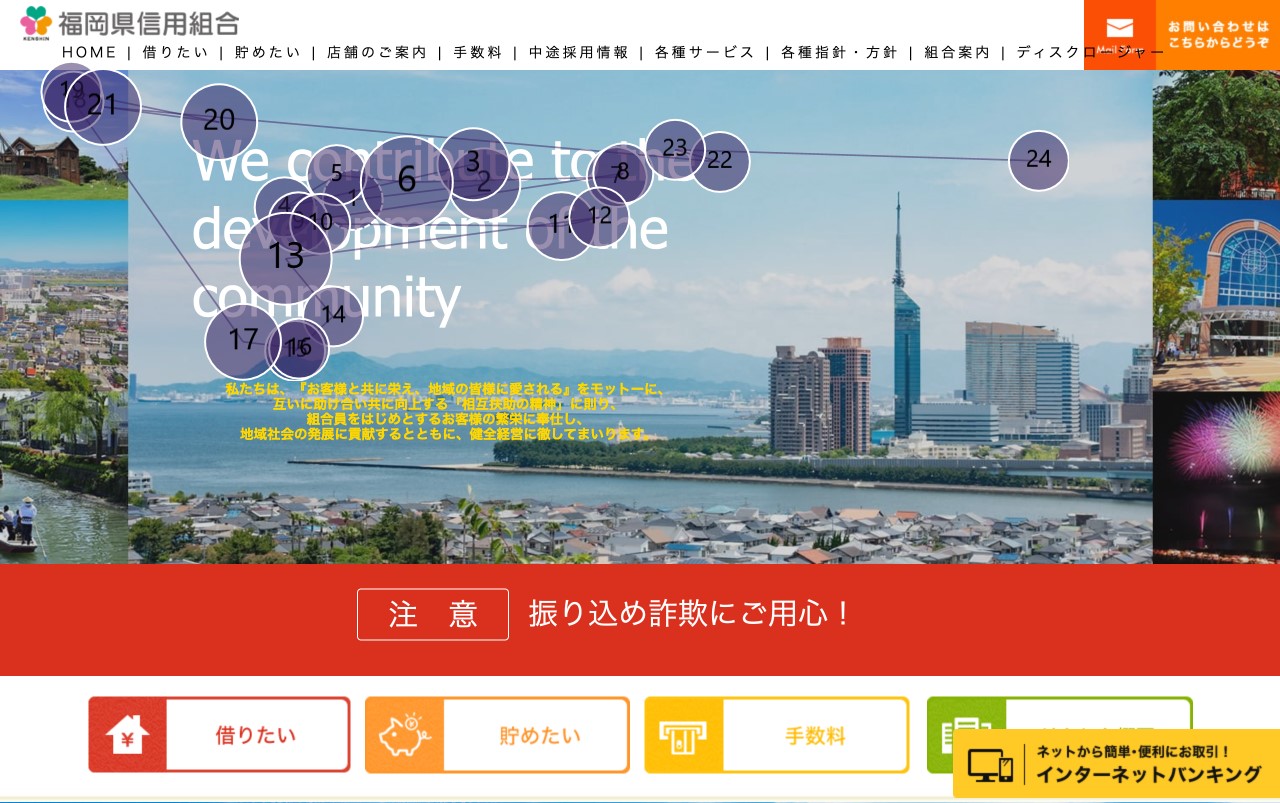 福岡県信用組合
KENSHIN
HOME | 借りたい | 貯めたい | 店舗のご案内 | 手数料 | 中途採用情報 | 各種サービス | 各種指針・方針 | 組合案内 | ディスクロージャー
お問い合わせは
こちらからどうぞ
We contribute to the
development of the
community
1
2
3
4
5
6
7
8
10
11
12
13
14
15
16
17
19
20
21
22
23
24
私たちは、『お客様と共に栄え、地域の皆様に愛される』をモットーに、
互いに助け合い共に向上する「相互扶助の精神」に則り、
組合員をはじめとするお客様の繁栄に奉仕し、
地域社会の発展に貢献するとともに、健全経営に徹してまいります。
注　意
振り込め詐欺にご用心！
借りたい
貯めたい
手数料
ネットから簡単･便利にお取引！
インターネットバンキング